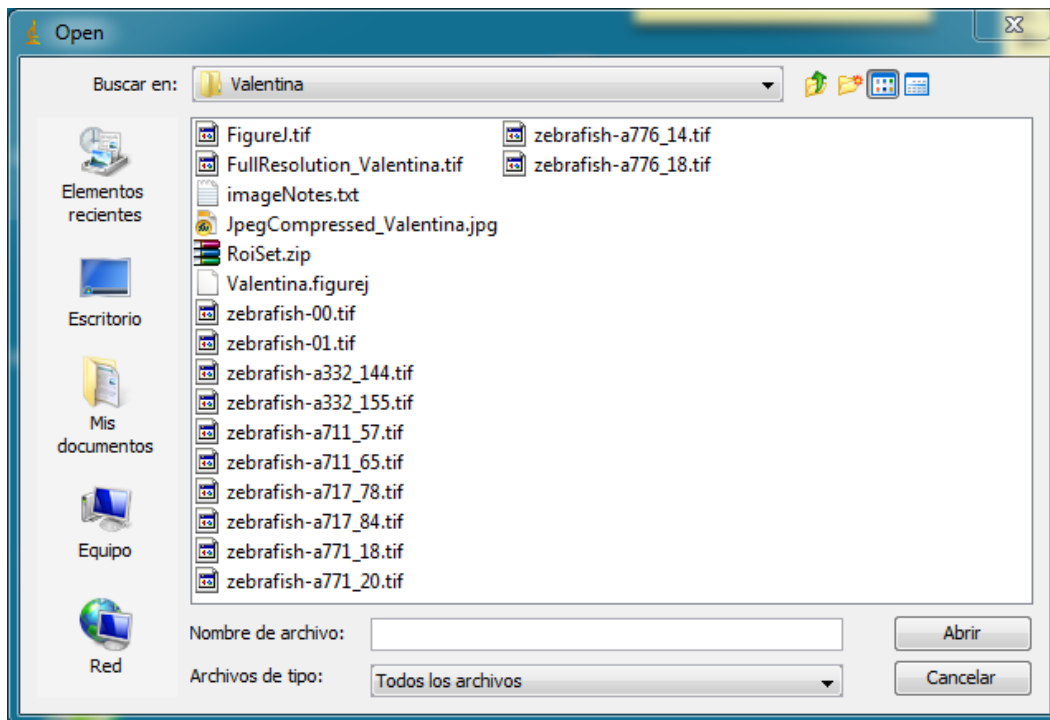 Open
Buscar en: Valentina
Elementos
recientes
Escritorio
Mis
documentos
Equipo
Red
FigureJ.tif
FullResolution_Valentina.tif
imageNotes.txt
JpegCompressed_Valentina.jpg
RoiSet.zip
Valentina.figurej
zebrafish-00.tif
zebrafish-01.tif
zebrafish-a332_144.tif
zebrafish-a332_155.tif
zebrafish-a711_57.tif
zebrafish-a711_65.tif
zebrafish-a717_78.tif
zebrafish-a717_84.tif
zebrafish-a771_18.tif
zebrafish-a771_20.tif
zebrafish-a776_14.tif
zebrafish-a776_18.tif
Nombre de archivo:
Abrir
Archivos de tipo: Todos los archivos
Cancelar